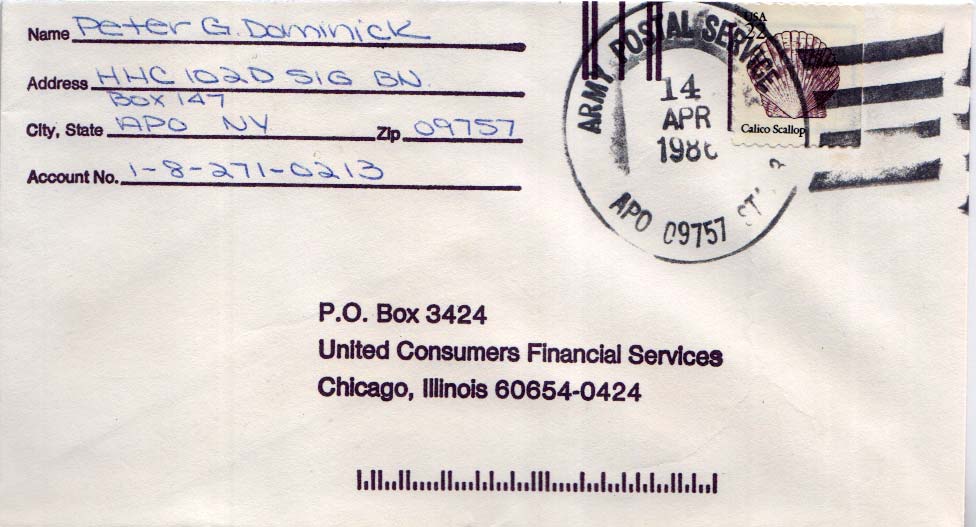 Name Peter G. Dominick
Address HHC 102D SIG BN.
BOX 147
City, State APO NY Zip 09757
Account No. 1-8-271-0213
ARMY POSTAL SERVICE
14
APR
1986
APO 09757
USA
22
Calico Scallop
P.O. Box 3424
United Consumers Financial Services
Chicago, Illinois 60654-0424